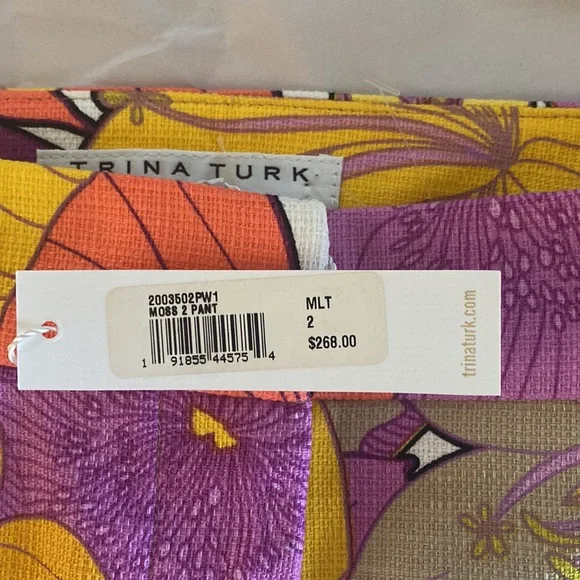 TRINA TURK
2003502PW1
MOSS 2 PANT
1 91855 44575 4
MLT
2
$268.00
trinaturk.com